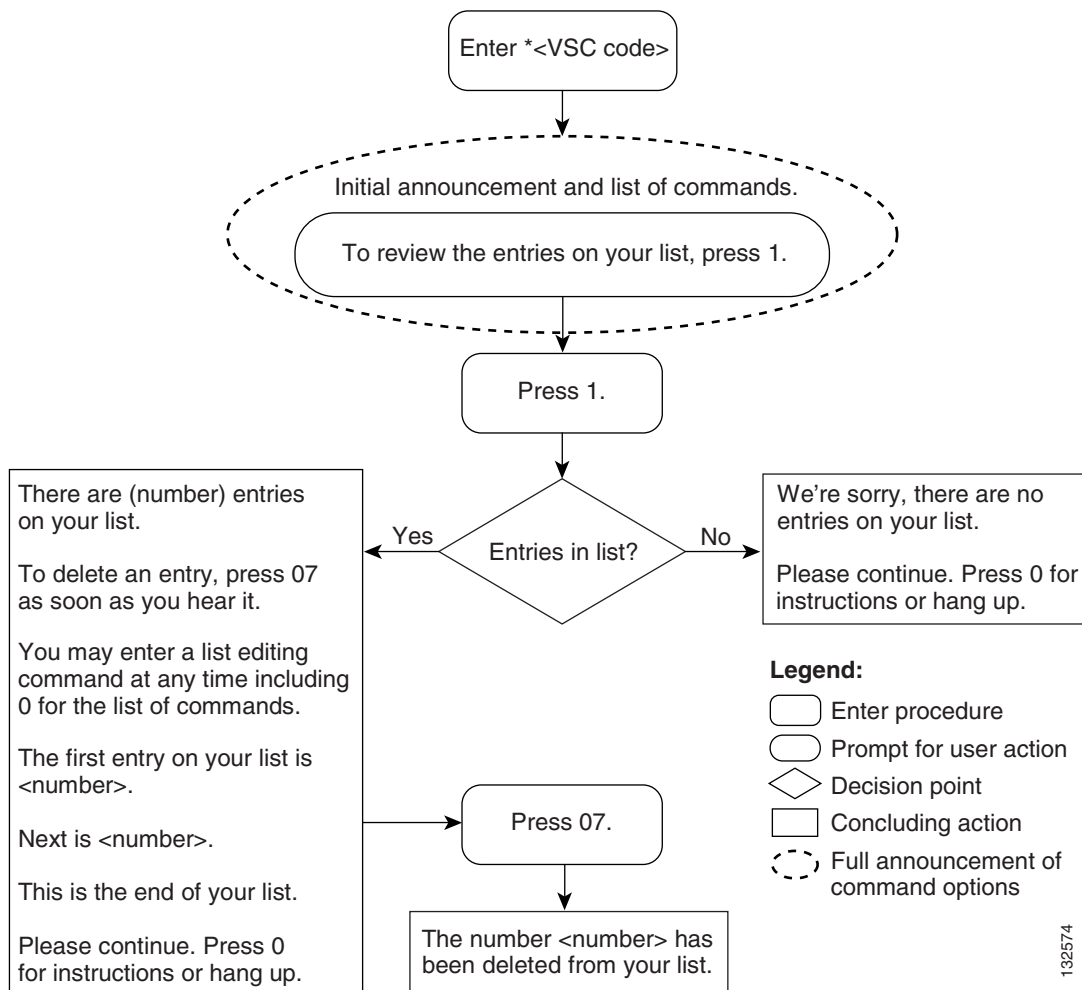 Enter *<VSC code>
Initial announcement and list of commands.
To review the entries on your list, press 1.
Press 1.
Entries in list?
Yes
No
There are (number) entries
on your list.
To delete an entry, press 07
as soon as you hear it.
You may enter a list editing
command at any time including
0 for the list of commands.
The first entry on your list is
<number>.
Next is <number>.
This is the end of your list.
Please continue. Press 0
for instructions or hang up.
We're sorry, there are no
entries on your list.
Please continue. Press 0 for
instructions or hang up.
Press 07.
The number <number> has
been deleted from your list.
Legend:
Enter procedure
Prompt for user action
Decision point
Concluding action
Full announcement of
command options
132574